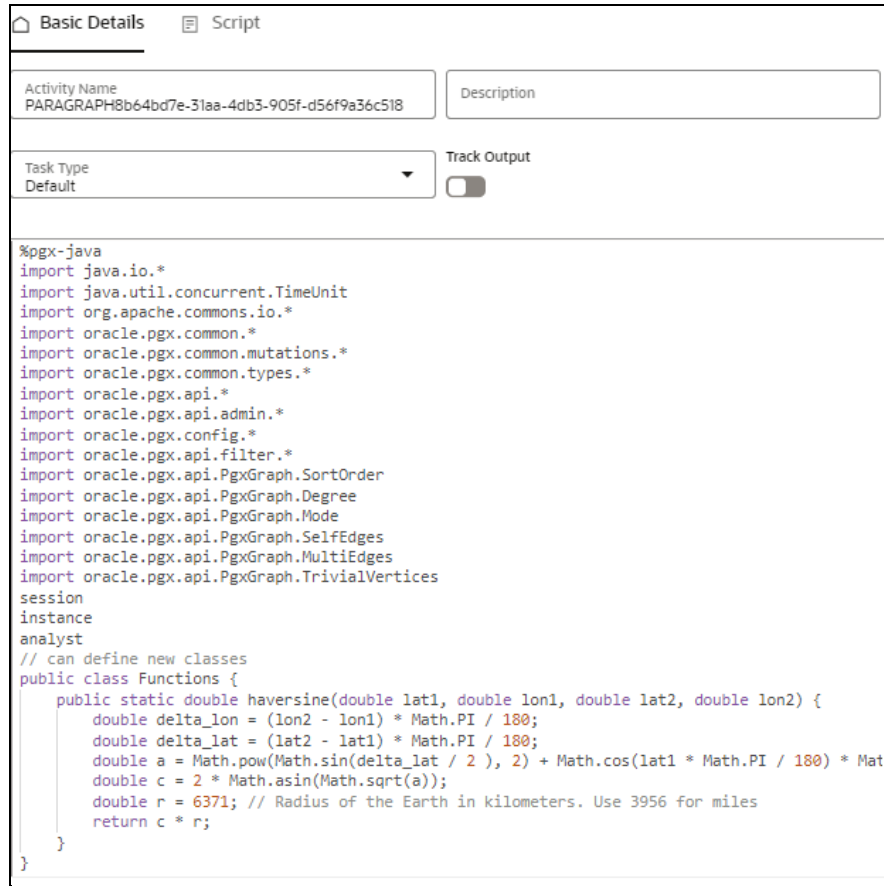 Basic Details
Script
Activity Name
PARAGRAPH8b64bd7e-31aa-4db3-905f-d56f9a36c518
Description
Task Type
Default
Track Output
%pgx-java
import java.io.*
import java.util.concurrent.TimeUnit
import org.apache.commons.io.*
import oracle.pgx.common.*
import oracle.pgx.common.mutations.*
import oracle.pgx.common.types.*
import oracle.pgx.api.*
import oracle.pgx.api.admin.*
import oracle.pgx.config.*
import oracle.pgx.api.filter.*
import oracle.pgx.api.PgxGraph.SortOrder
import oracle.pgx.api.PgxGraph.Degree
import oracle.pgx.api.PgxGraph.Mode
import oracle.pgx.api.PgxGraph.SelfEdges
import oracle.pgx.api.PgxGraph.MultiEdges
import oracle.pgx.api.PgxGraph.TrivialVertices
session
instance
analyst
// can define new classes
public class Functions {
    public static double haversine(double lat1, double lon1, double lat2, double lon2) {
        double delta_lon = (lon2 - lon1) * Math.PI / 180;
        double delta_lat = (lat2 - lat1) * Math.PI / 180;
        double a = Math.pow(Math.sin(delta_lat / 2 ), 2) + Math.cos(lat1 * Math.PI / 180) * Mat
        double c = 2 * Math.asin(Math.sqrt(a));
        double r = 6371; // Radius of the Earth in kilometers. Use 3956 for miles
        return c * r;
    }
}